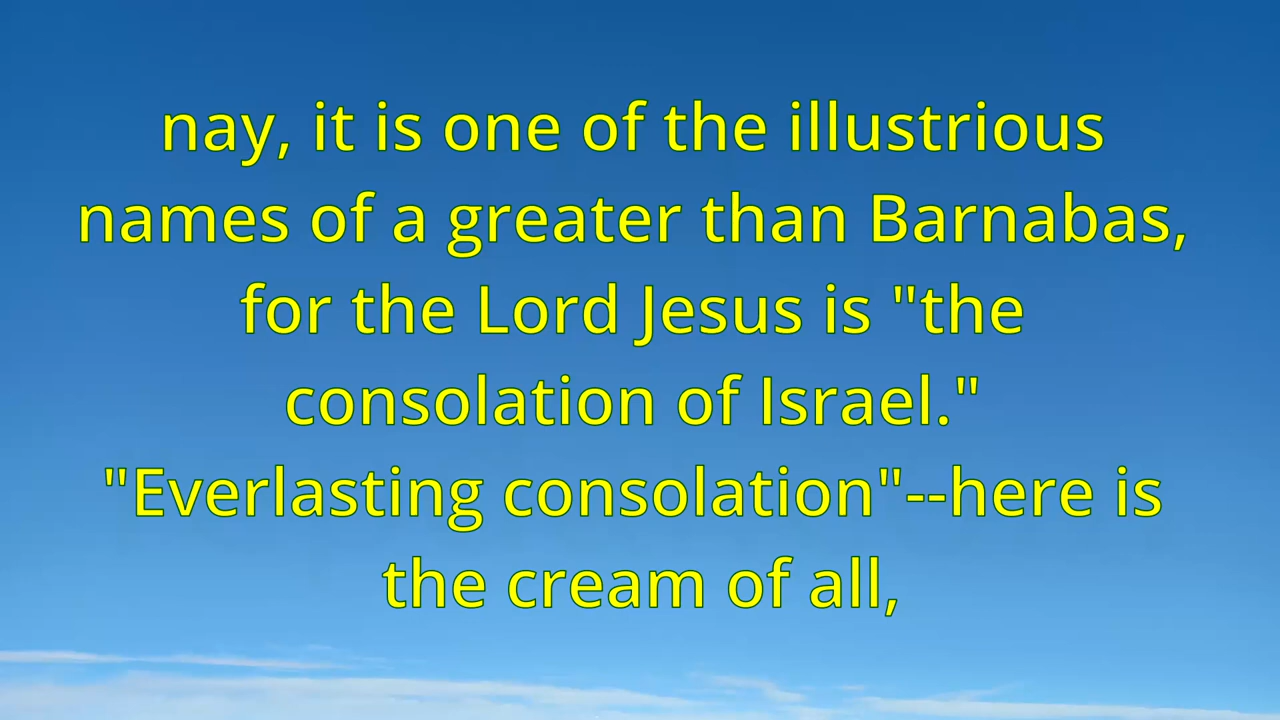 nay, it is one of the illustrious
names of a greater than Barnabas,
for the Lord Jesus is "the
consolation of Israel."
"Everlasting consolation"--here is
the cream of all,